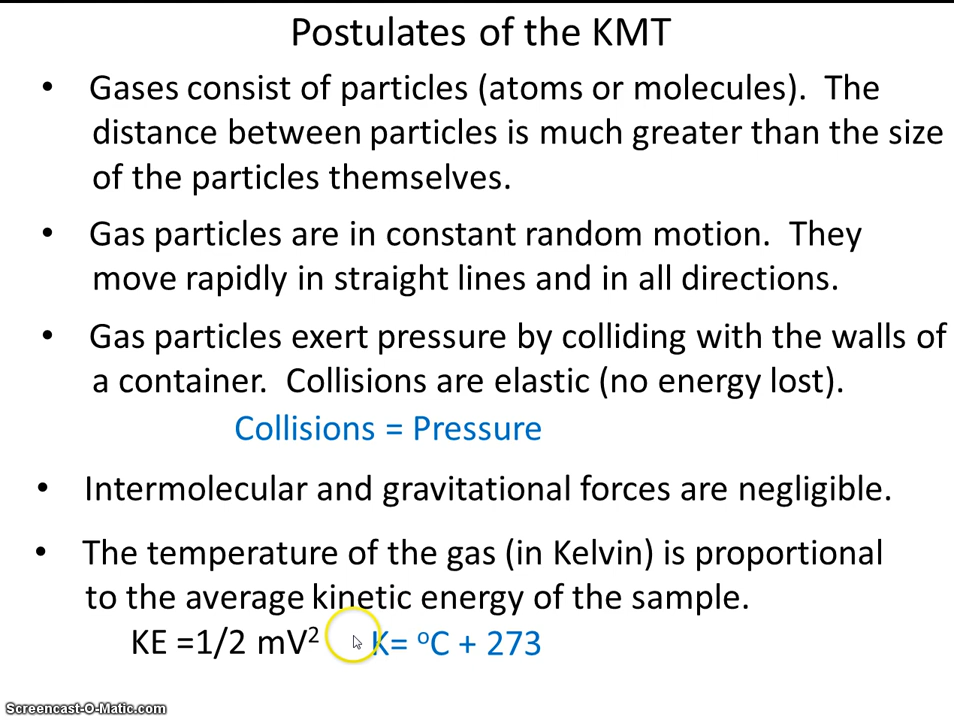 Postulates of the KMT
• Gases consist of particles (atoms or molecules). The
distance between particles is much greater than the size
of the particles themselves.
• Gas particles are in constant random motion. They
move rapidly in straight lines and in all directions.
• Gas particles exert pressure by colliding with the walls of
a container. Collisions are elastic (no energy lost).
Collisions = Pressure
• Intermolecular and gravitational forces are negligible.
• The temperature of the gas (in Kelvin) is proportional
to the average kinetic energy of the sample.
KE =1/2 mV² K= ºC + 273
Screencast-O-Matic.com